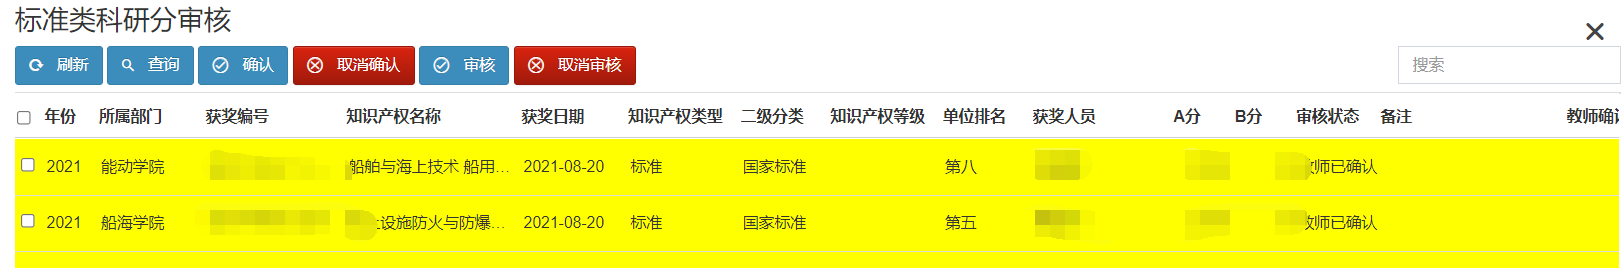 标准类科研分审核
刷新 查询 确认 取消确认 审核 取消审核 搜索
年份 所属部门 获奖编号 知识产权名称 获奖日期 知识产权类型 二级分类 知识产权等级 单位排名 获奖人员 A分 B分 审核状态 备注 教师确认
2021 能动学院 船舶与海上技术 船用… 2021-08-20 标准 国家标准 第八 教师已确认
2021 船海学院 设施防火与防爆… 2021-08-20 标准 国家标准 第五 教师已确认